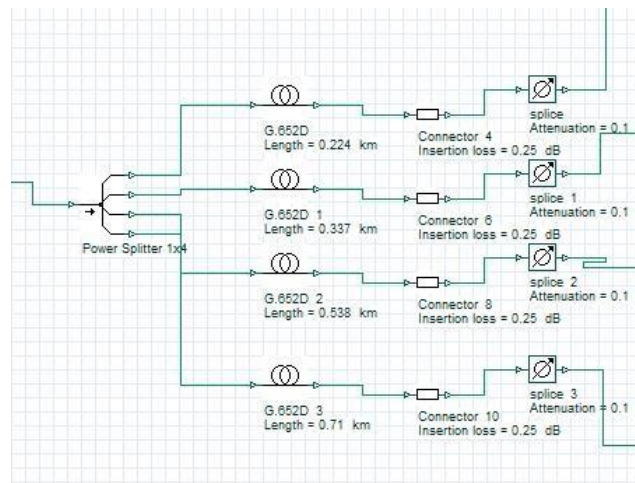 G.652D
Length = 0.224 km
Connector 4
Insertion loss = 0.25 dB
splice
Attenuation = 0.1
Power Splitter 1x4
G.652D 1
Length = 0.337 km
Connector 6
Insertion loss = 0.25 dB
splice 1
Attenuation = 0.1
G.652D 2
Length = 0.538 km
Connector 8
Insertion loss = 0.25 dB
splice 2
Attenuation = 0.1
G.652D 3
Length = 0.71 km
Connector 10
Insertion loss = 0.25 dB
splice 3
Attenuation = 0.1